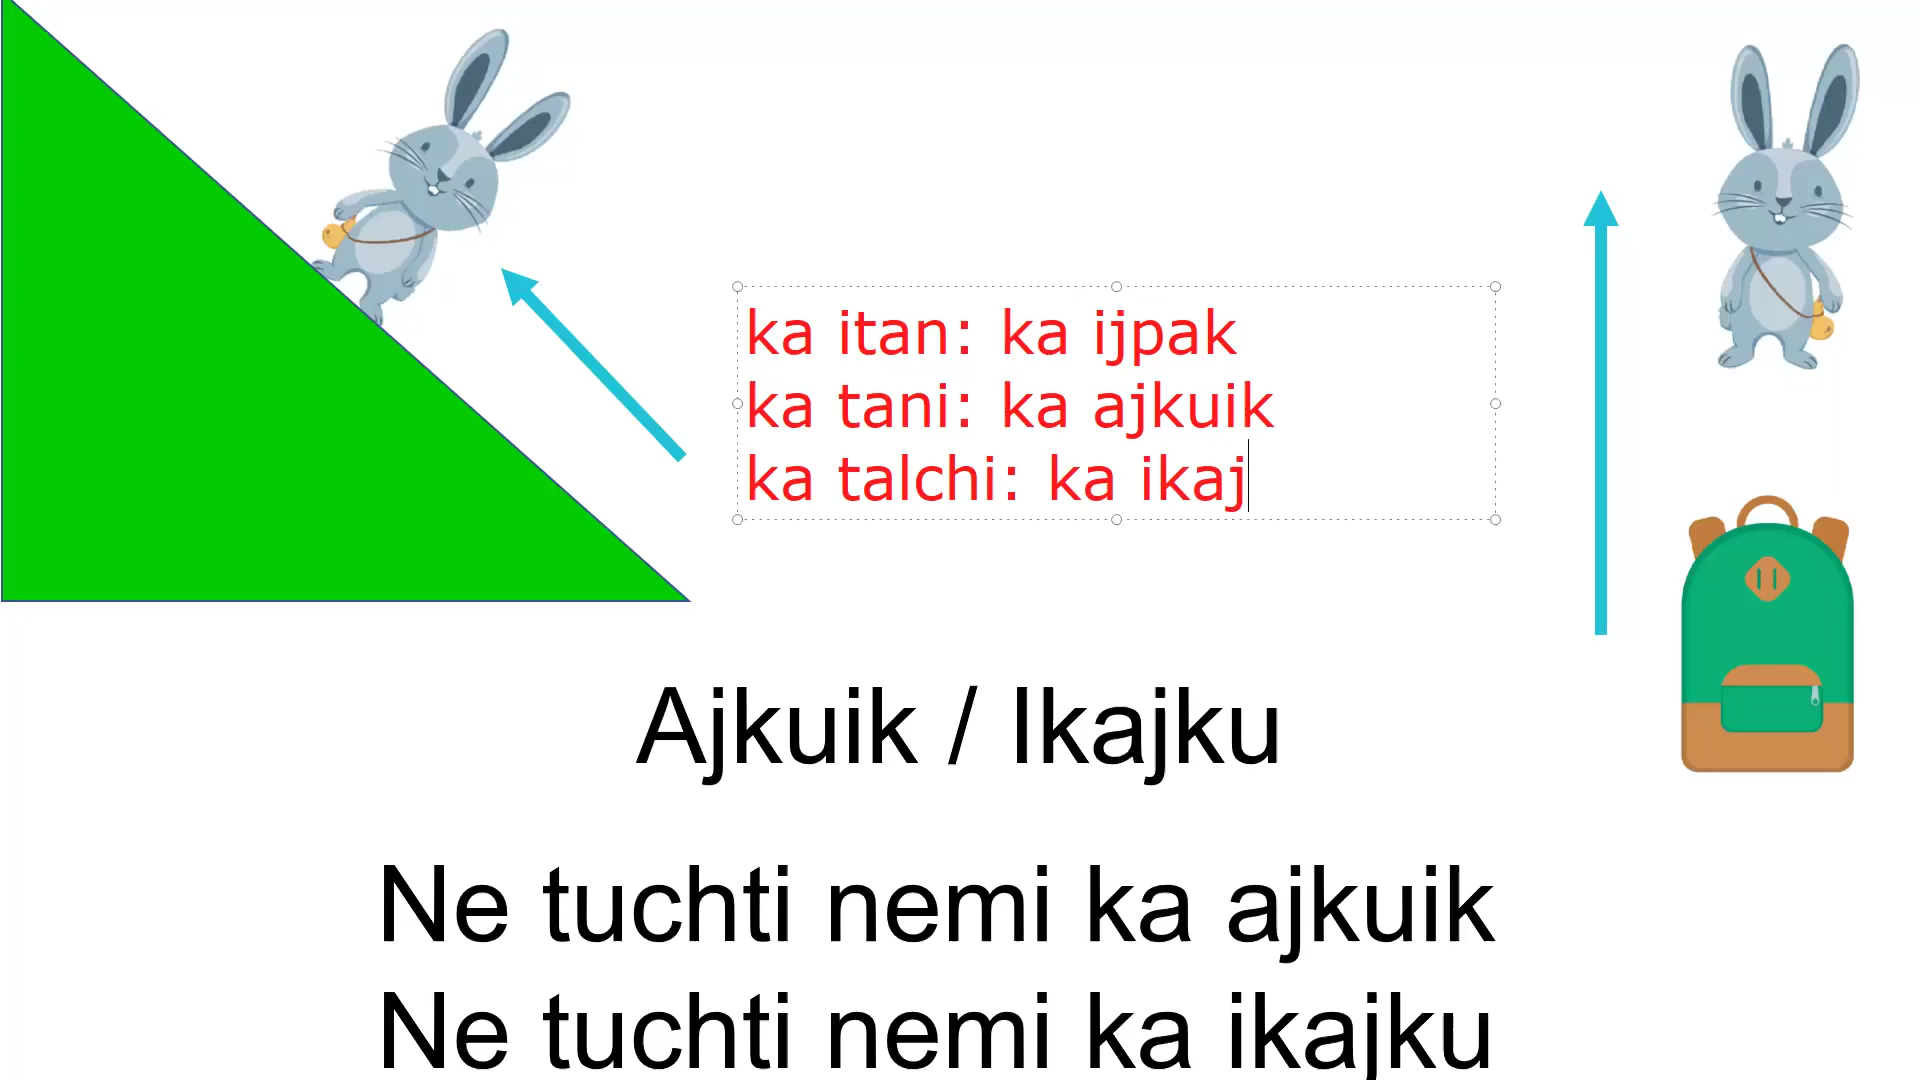 ka itan: ka ijpak
ka tani: ka ajkuik
ka talchi: ka ikaj
Ajkuik / Ikajku
Ne tuchti nemi ka ajkuik
Ne tuchti nemi ka ikajku